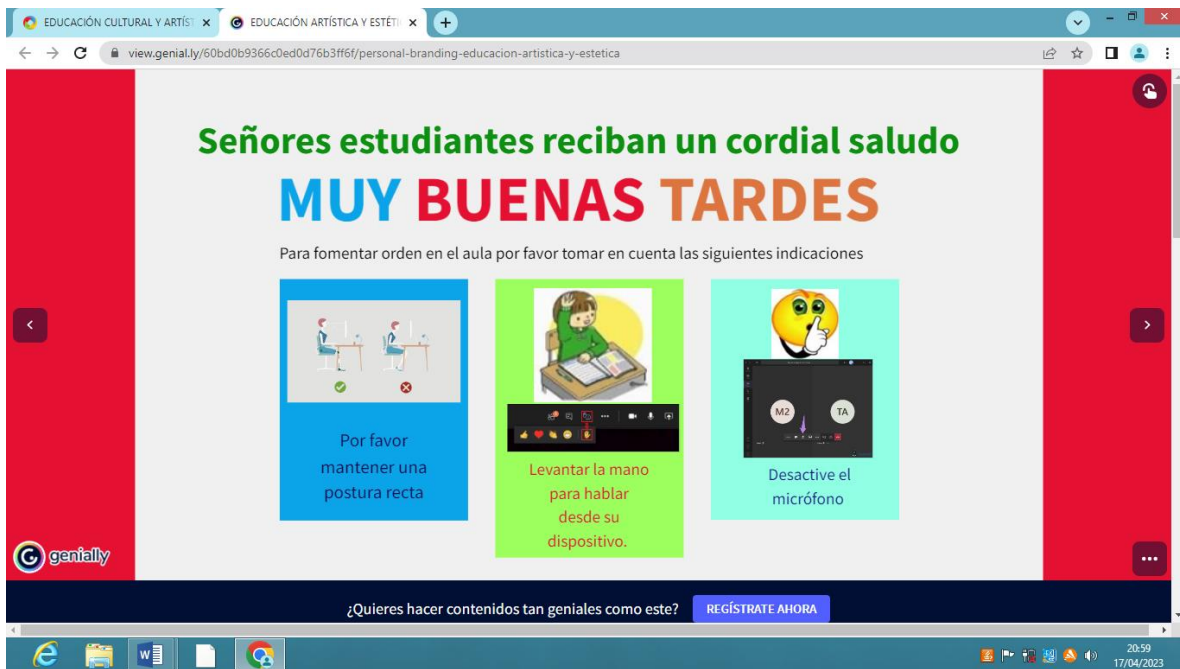 EDUCACIÓN CULTURAL Y ARTÍST
EDUCACIÓN ARTÍSTICA Y ESTÉTI
view.genial.ly/60bd0b9366c0ed0d76b3ff6f/personal-branding-educacion-artistica-y-estetica
Señores estudiantes reciban un cordial saludo
MUY BUENAS TARDES
Para fomentar orden en el aula por favor tomar en cuenta las siguientes indicaciones
Por favor
mantener una
postura recta
Levantar la mano
para hablar
desde su
dispositivo.
M2
TA
Desactive el
micrófono
genially
¿Quieres hacer contenidos tan geniales como este?
REGÍSTRATE AHORA
20:59
17/04/2023